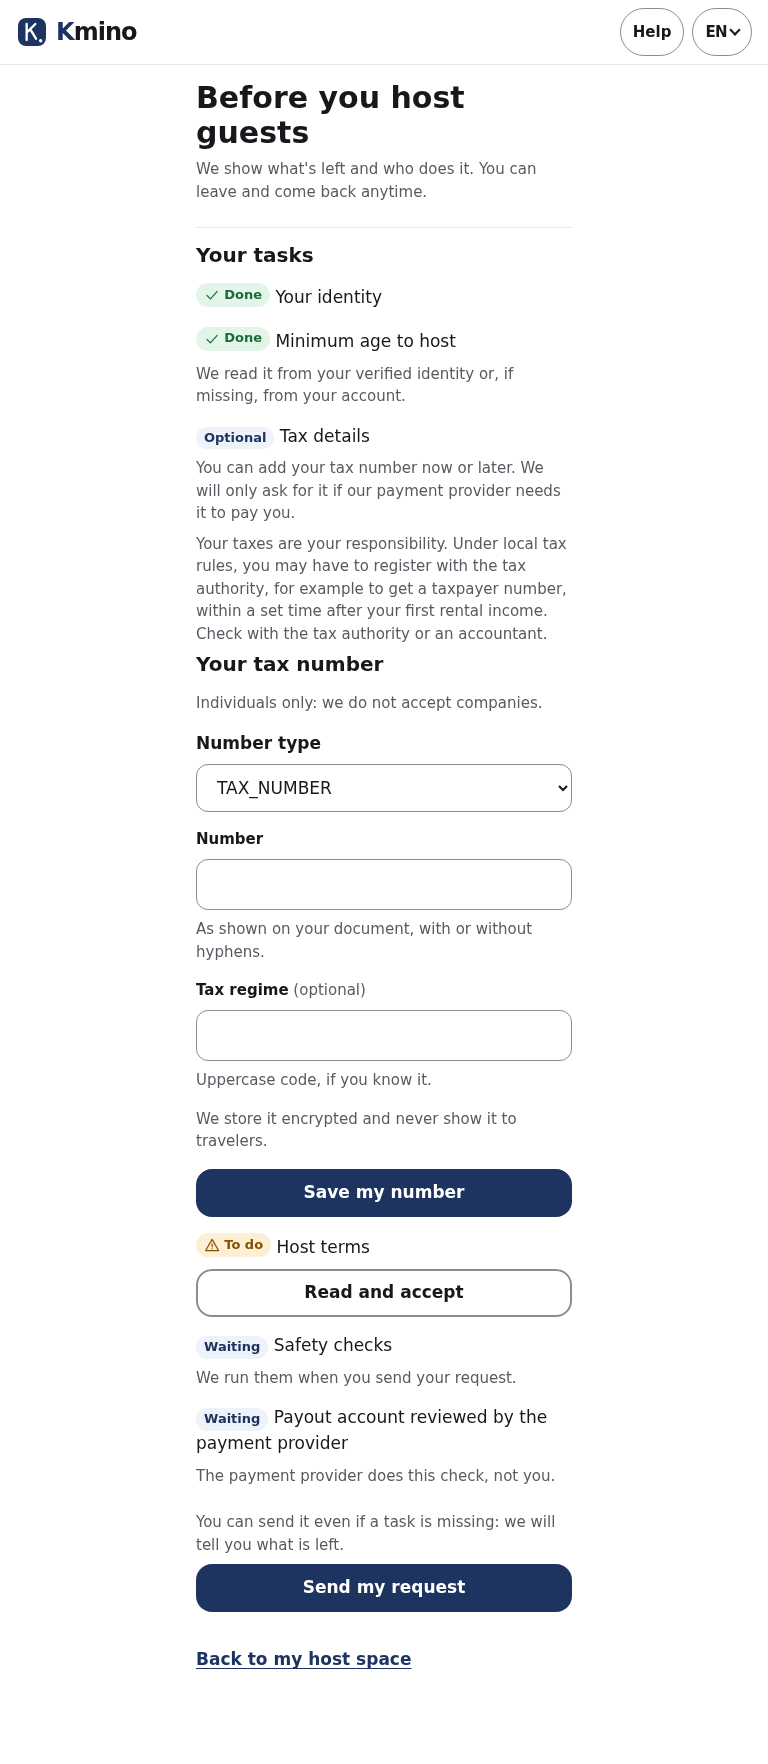 Kmino
Help
EN
Before you host
guests
We show what's left and who does it. You can
leave and come back anytime.
Your tasks
Done Your identity
Done Minimum age to host
We read it from your verified identity or, if
missing, from your account.
Optional Tax details
You can add your tax number now or later. We
will only ask for it if our payment provider needs
it to pay you.
Your taxes are your responsibility. Under local tax
rules, you may have to register with the tax
authority, for example to get a taxpayer number,
within a set time after your first rental income.
Check with the tax authority or an accountant.
Your tax number
Individuals only: we do not accept companies.
Number type
TAX_NUMBER
Number
As shown on your document, with or without
hyphens.
Tax regime (optional)
Uppercase code, if you know it.
We store it encrypted and never show it to
travelers.
Save my number
To do Host terms
Read and accept
Waiting Safety checks
We run them when you send your request.
Waiting Payout account reviewed by the
payment provider
The payment provider does this check, not you.
You can send it even if a task is missing: we will
tell you what is left.
Send my request
Back to my host space